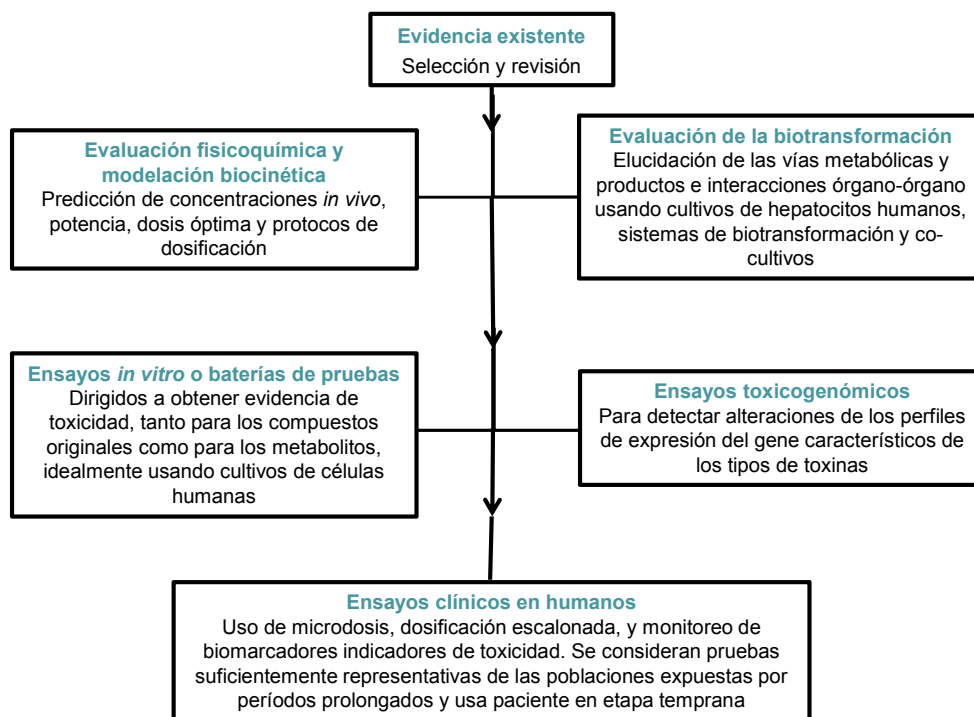 Evidencia existente
Selección y revisión
Evaluación fisicoquímica y
modelación biocinética
Predicción de concentraciones in vivo,
potencia, dosis óptima y protocos de
dosificación
Evaluación de la biotransformación
Elucidación de las vías metabólicas y
productos e interacciones órgano-órgano
usando cultivos de hepatocitos humanos,
sistemas de biotransformación y co-
cultivos
Ensayos in vitro o baterías de pruebas
Dirigidos a obtener evidencia de
toxicidad, tanto para los compuestos
originales como para los metabolitos,
idealmente usando cultivos de células
humanas
Ensayos toxicogenómicos
Para detectar alteraciones de los perfiles
de expresión del gene característicos de
los tipos de toxinas
Ensayos clínicos en humanos
Uso de microdosis, dosificación escalonada, y monitoreo de
biomarcadores indicadores de toxicidad. Se consideran pruebas
suficientemente representativas de las poblaciones expuestas por
períodos prolongados y usa paciente en etapa temprana